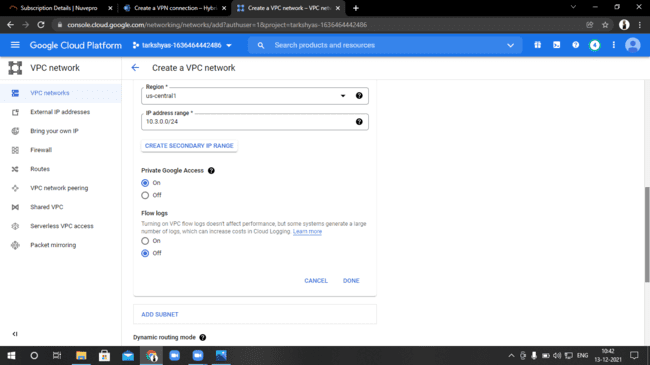 Subscription Details | Nuvepro
Create a VPN connection – Hybri
Create a VPC network – VPC netw
console.cloud.google.com/networking/networks/add?authuser=1&project=tarkshyas-1636464442486
Google Cloud Platform
tarkshyas-1636464442486
Search products and resources
4
VPC network
Create a VPC network
VPC networks
External IP addresses
Bring your own IP
Firewall
Routes
VPC network peering
Shared VPC
Serverless VPC access
Packet mirroring
Region *
us-central1
IP address range *
10.3.0.0/24
CREATE SECONDARY IP RANGE
Private Google Access
On
Off
Flow logs
Turning on VPC flow logs doesn't affect performance, but some systems generate a large
number of logs, which can increase costs in Cloud Logging. Learn more
On
Off
CANCEL
DONE
ADD SUBNET
Dynamic routing mode
ENG
10:42
13-12-2021